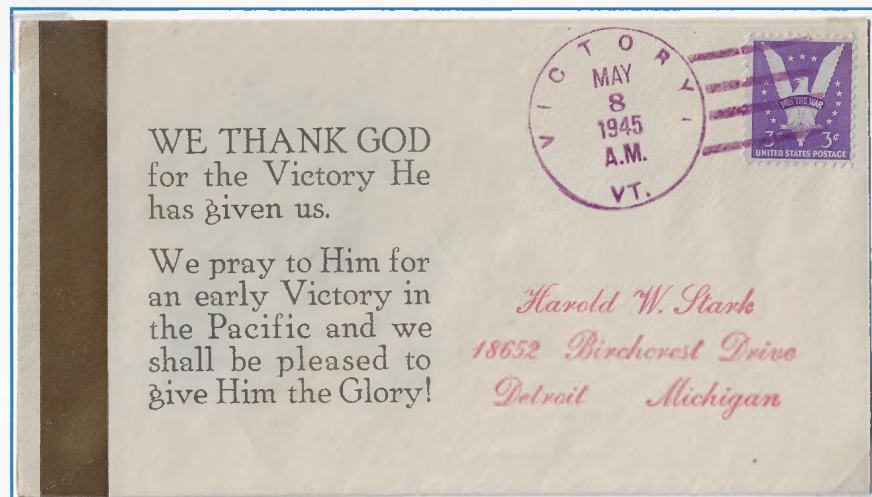 WE THANK GOD
for the Victory He
has given us.
We pray to Him for
an early Victory in
the Pacific and we
shall be pleased to
give Him the Glory!
VICTORY,
MAY
8
1945
A.M.
VT.
WIN THE WAR
3 3¢
UNITED STATES POSTAGE
Harold W. Stark
18652 Birchcrest Drive
Detroit Michigan